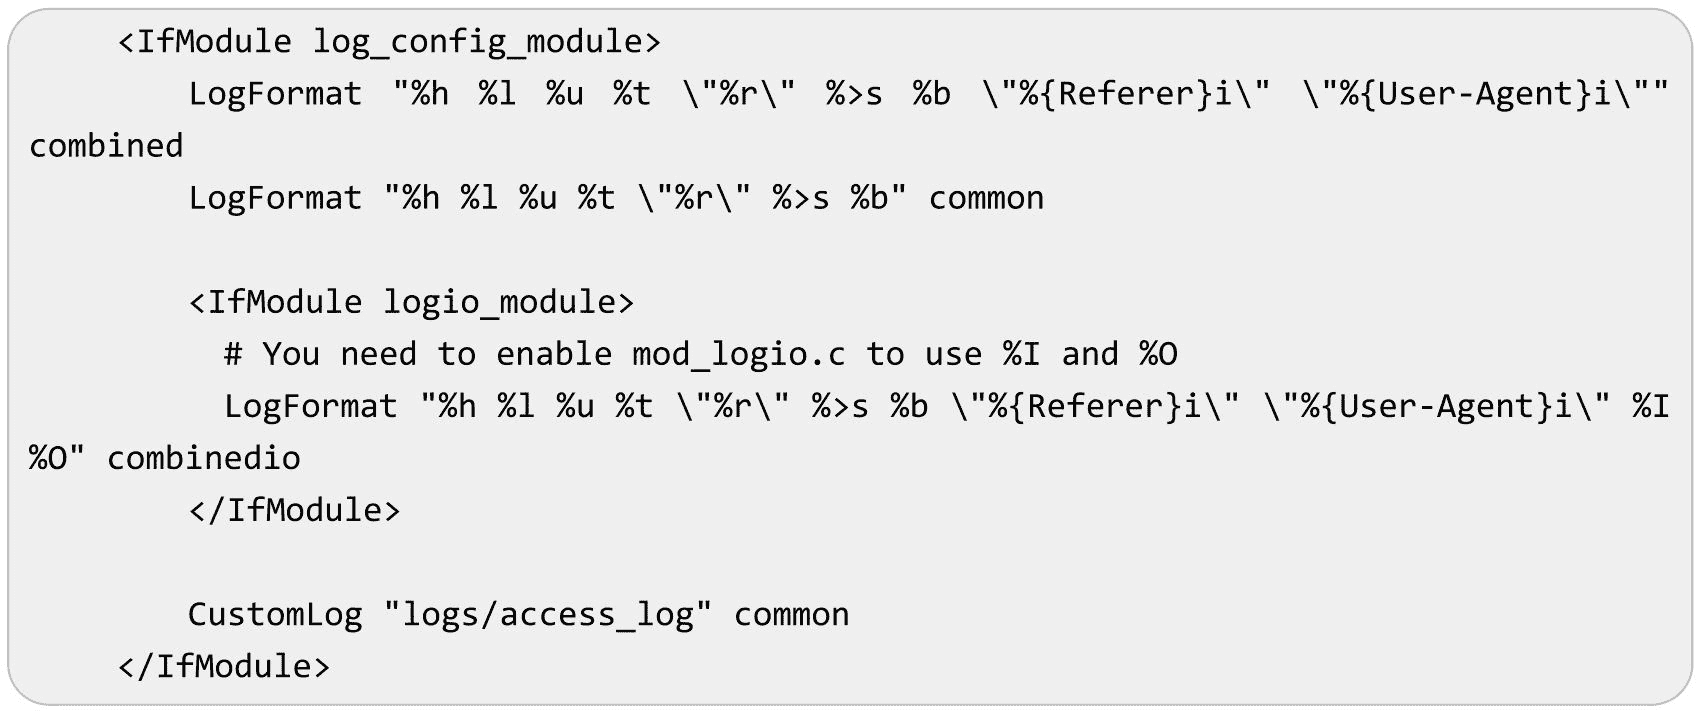 <IfModule log_config_module>
LogFormat "%h %l %u %t \"%r\" %>s %b \"%{Referer}i\" \"%{User-Agent}i\""
combined
LogFormat "%h %l %u %t \"%r\" %>s %b" common
<IfModule logio_module>
# You need to enable mod_logio.c to use %I and %O
LogFormat "%h %l %u %t \"%r\" %>s %b \"%{Referer}i\" \"%{User-Agent}i\" %I
%O" combinedio
</IfModule>
CustomLog "logs/access_log" common
</IfModule>